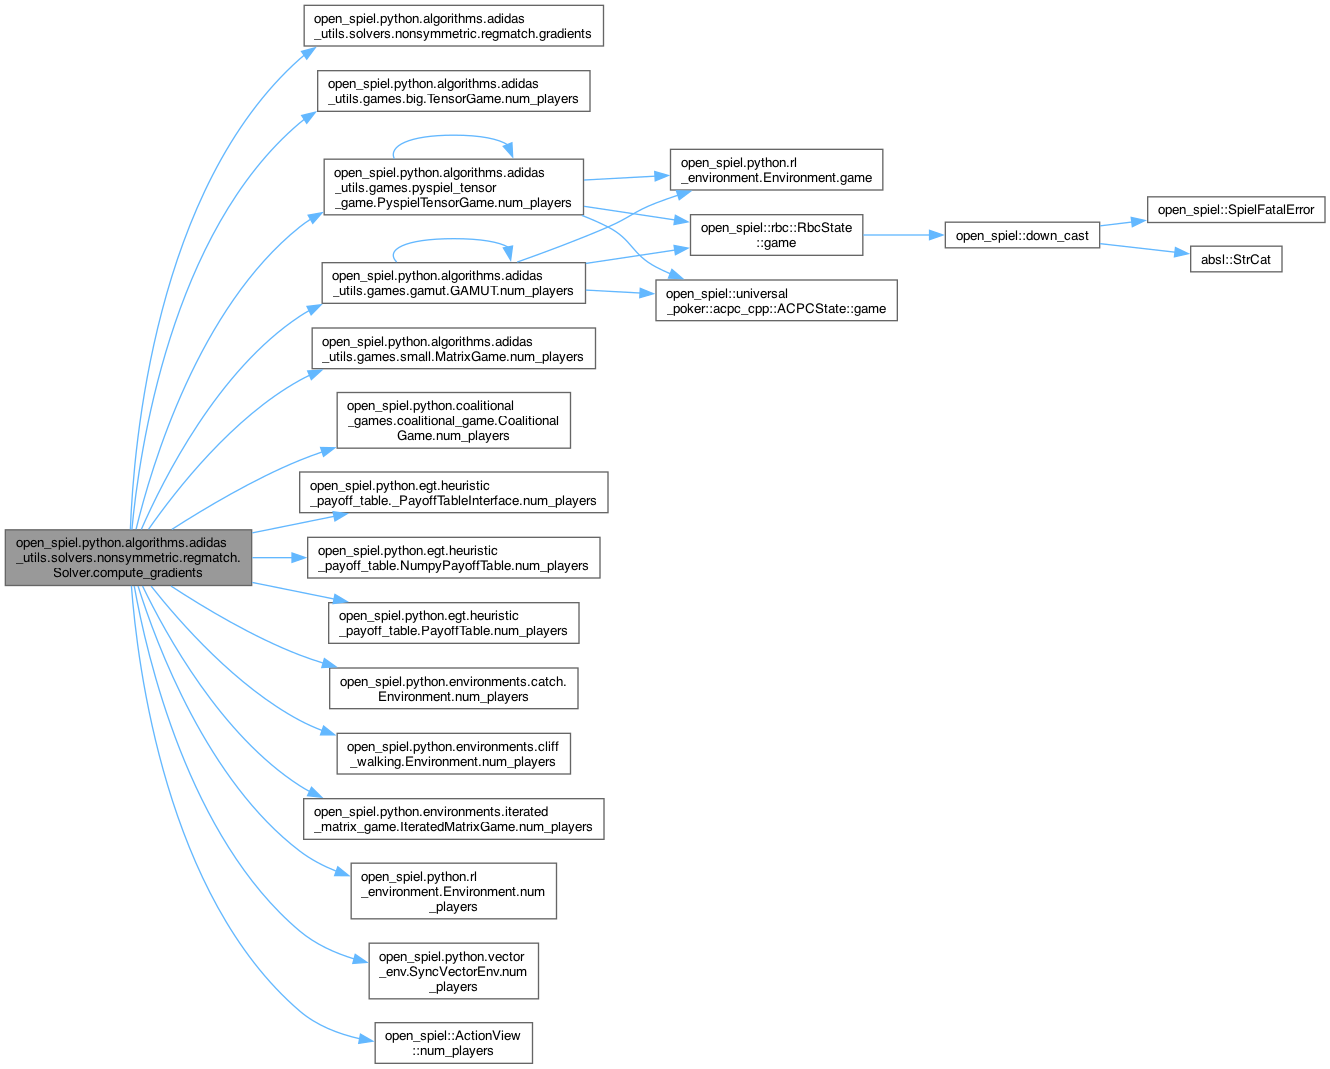 open_spiel.python.algorithms.adidas
_utils.solvers.nonsymmetric.regmatch.
Solver.compute_gradients
open_spiel.python.algorithms.adidas
_utils.solvers.nonsymmetric.regmatch.gradients
open_spiel.python.algorithms.adidas
_utils.games.big.TensorGame.num_players
open_spiel.python.algorithms.adidas
_utils.games.pyspiel_tensor
_game.PyspielTensorGame.num_players
open_spiel.python.algorithms.adidas
_utils.games.gamut.GAMUT.num_players
open_spiel.python.algorithms.adidas
_utils.games.small.MatrixGame.num_players
open_spiel.python.coalitional
_games.coalitional_game.Coalitional
Game.num_players
open_spiel.python.egt.heuristic
_payoff_table._PayoffTableInterface.num_players
open_spiel.python.egt.heuristic
_payoff_table.NumpyPayoffTable.num_players
open_spiel.python.egt.heuristic
_payoff_table.PayoffTable.num_players
open_spiel.python.environments.catch.
Environment.num_players
open_spiel.python.environments.cliff
_walking.Environment.num_players
open_spiel.python.environments.iterated
_matrix_game.IteratedMatrixGame.num_players
open_spiel.python.rl
_environment.Environment.num
_players
open_spiel.python.vector
_env.SyncVectorEnv.num
_players
open_spiel::ActionView
::num_players
open_spiel.python.rl
_environment.Environment.game
open_spiel::rbc::RbcState
::game
open_spiel::universal
_poker::acpc_cpp::ACPCState::game
open_spiel::down_cast
open_spiel::SpielFatalError
absl::StrCat